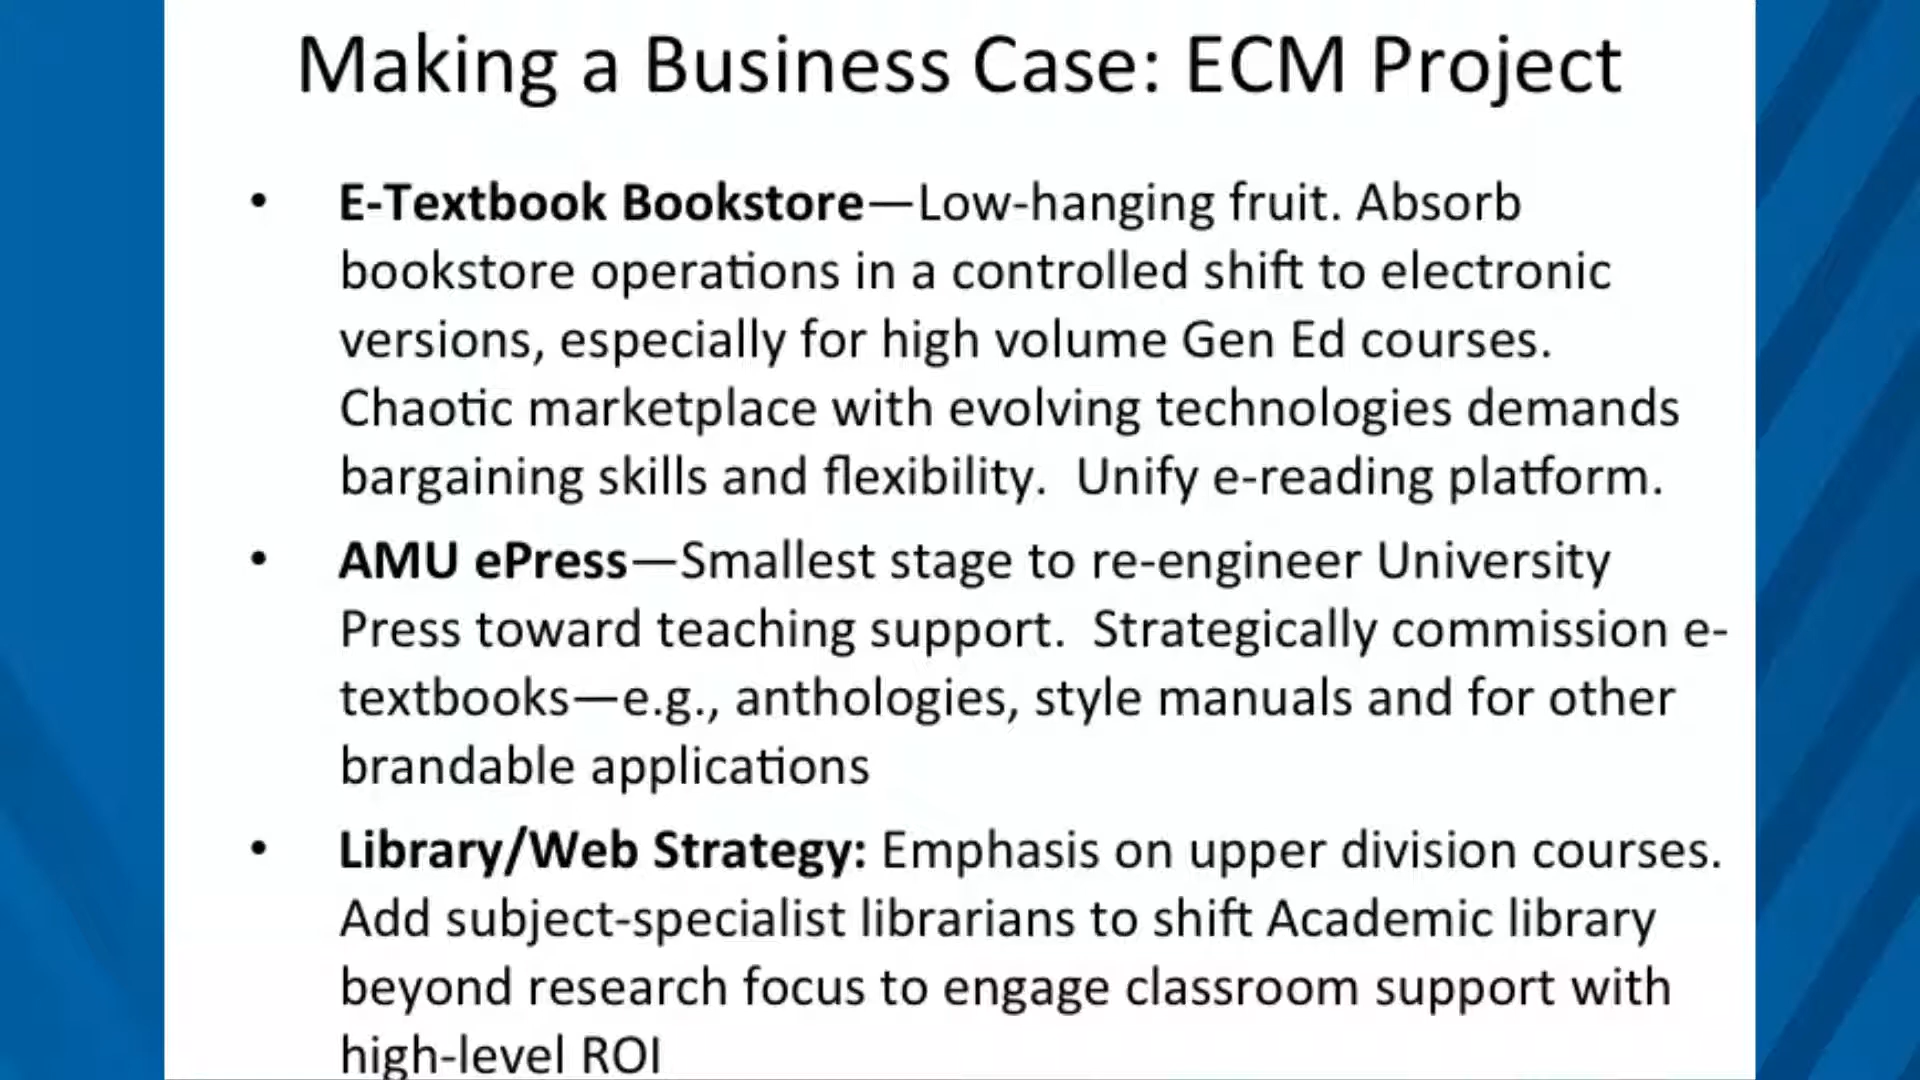 Making a Business Case: ECM Project
• E-Textbook Bookstore—Low-hanging fruit. Absorb
bookstore operations in a controlled shift to electronic
versions, especially for high volume Gen Ed courses.
Chaotic marketplace with evolving technologies demands
bargaining skills and flexibility.  Unify e-reading platform.
• AMU ePress—Smallest stage to re-engineer University
Press toward teaching support.  Strategically commission e-
textbooks—e.g., anthologies, style manuals and for other
brandable applications
• Library/Web Strategy: Emphasis on upper division courses.
Add subject-specialist librarians to shift Academic library
beyond research focus to engage classroom support with
high-level ROI